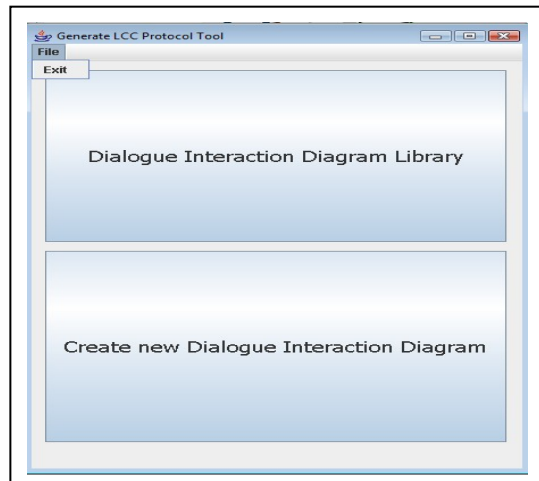 Generate LCC Protocol Tool
File
Exit
Dialogue Interaction Diagram Library
Create new Dialogue Interaction Diagram